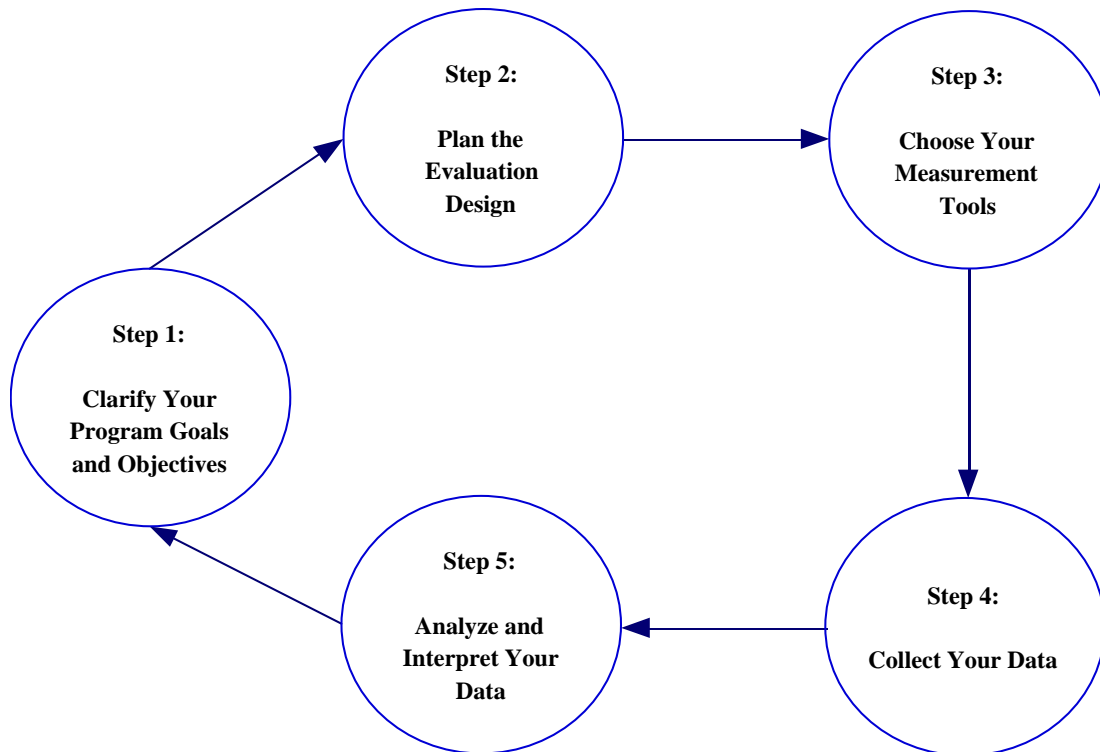 Step 1:
Clarify Your
Program Goals
and Objectives
Step 2:
Plan the
Evaluation
Design
Step 3:
Choose Your
Measurement
Tools
Step 4:
Collect Your Data
Step 5:
Analyze and
Interpret Your
Data